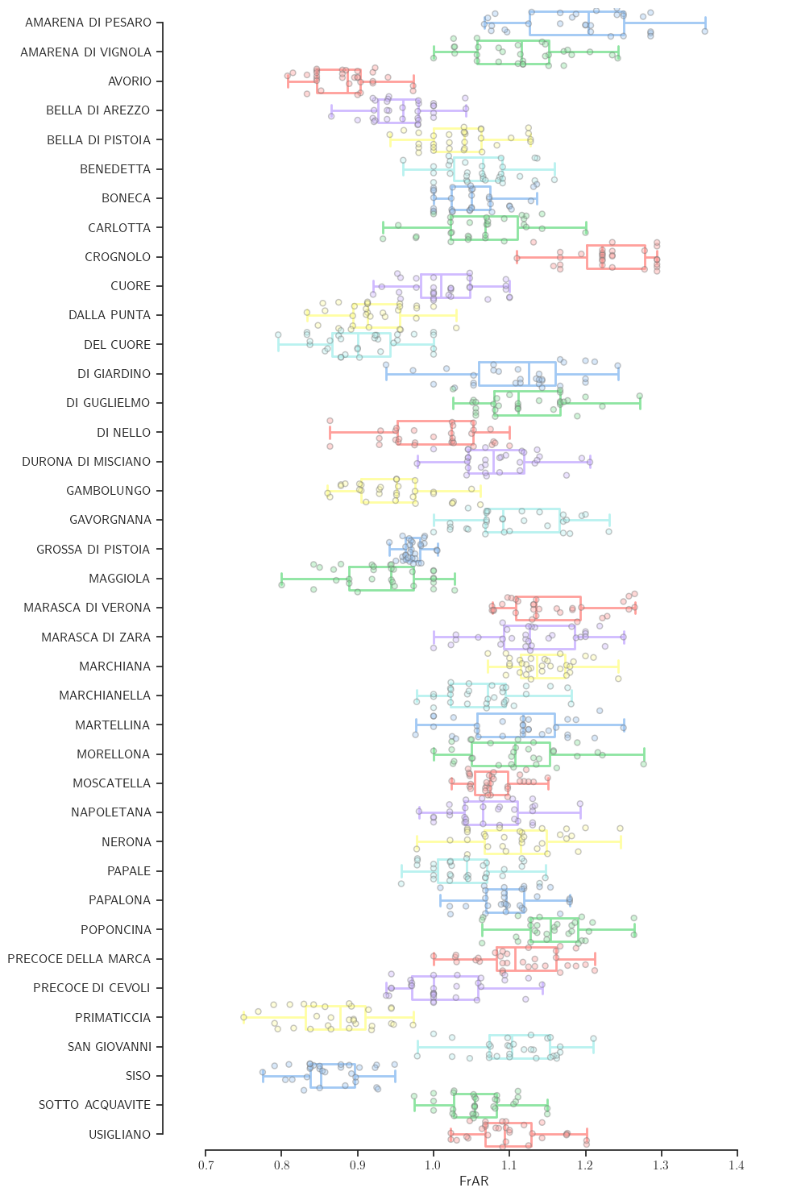 AMARENA DI PESARO
AMARENA DI VIGNOLA
AVORIO
BELLA DI AREZZO
BELLA DI PISTOIA
BENEDETTA
BONECA
CARLOTTA
CROGNOLO
CUORE
DALLA PUNTA
DEL CUORE
DI GIARDINO
DI GUGLIELMO
DI NELLO
DURONA DI MISCIANO
GAMBOLUNGO
GAVORGNANA
GROSSA DI PISTOIA
MAGGIOLA
MARASCA DI VERONA
MARASCA DI ZARA
MARCHIANA
MARCHIANELLA
MARTELLINA
MORELLONA
MOSCATELLA
NAPOLETANA
NERONA
PAPALE
PAPALONA
POPONCINA
PRECOCE DELLA MARCA
PRECOCE DI CEVOLI
PRIMATICCIA
SAN GIOVANNI
SISO
SOTTO ACQUAVITE
USIGLIANO
0.7 0.8 0.9 1.0 1.1 1.2 1.3 1.4
FrAR